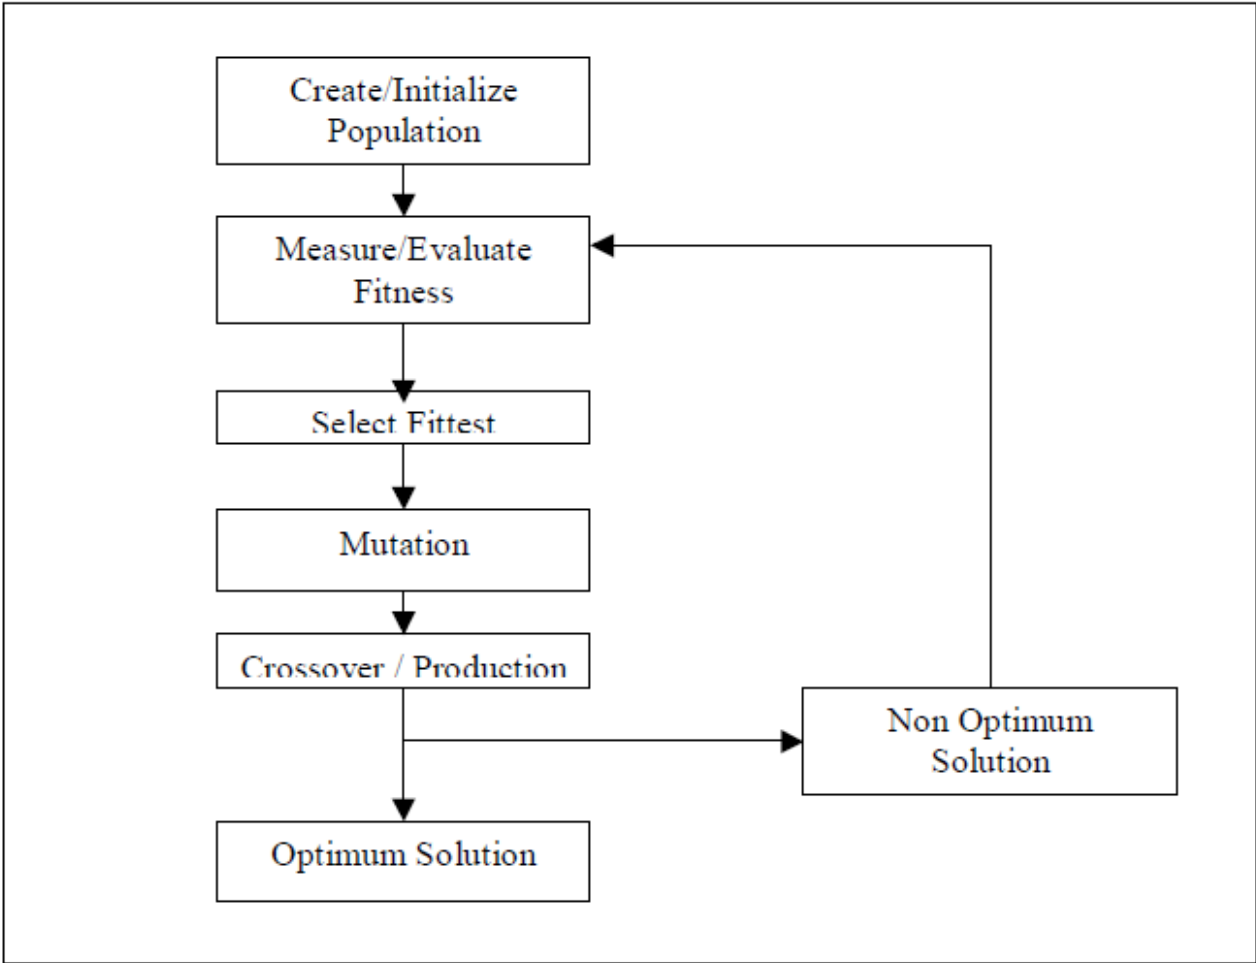 Create/Initialize
Population
Measure/Evaluate
Fitness
Select Fittest
Mutation
Crossover / Production
Non Optimum
Solution
Optimum Solution